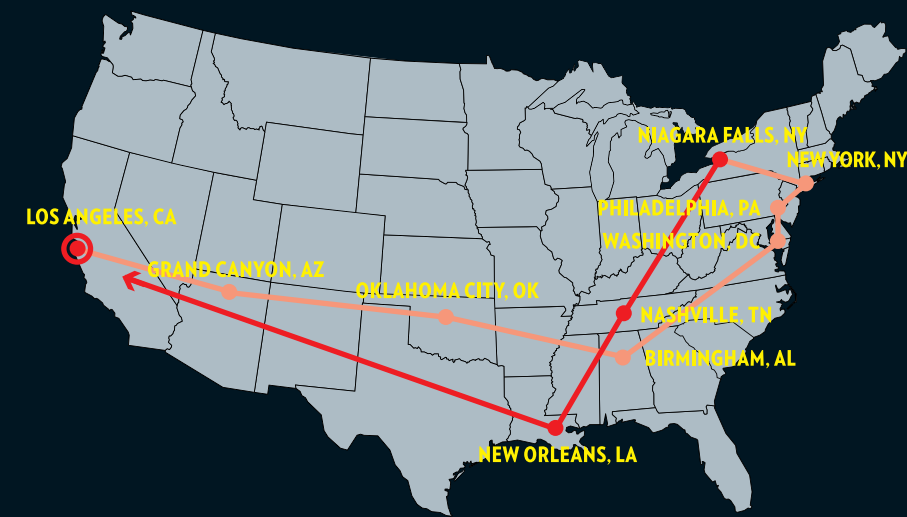 NIAGARA FALLS, NY
NEW YORK, NY
PHILADELPHIA, PA
LOS ANGELES, CA
WASHINGTON, DC
GRAND CANYON, AZ
OKLAHOMA CITY, OK
NASHVILLE, TN
BIRMINGHAM, AL
NEW ORLEANS, LA